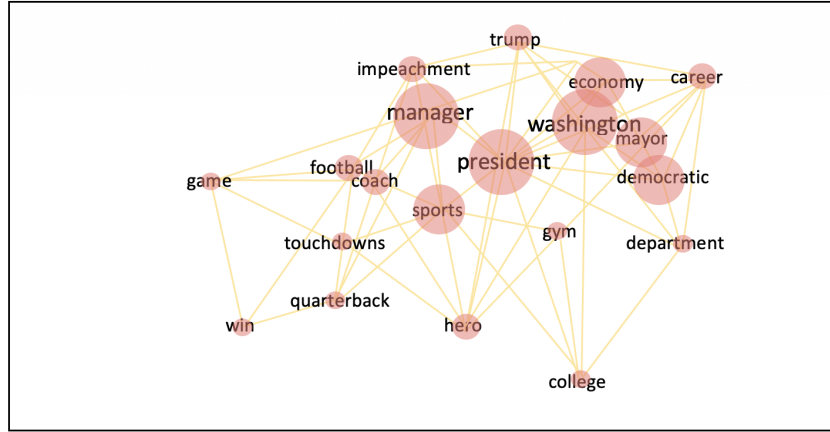 trump
impeachment
economy
career
manager
washington
mayor
president
football
coach
game
democratic
sports
gym
touchdowns
department
quarterback
win
hero
college